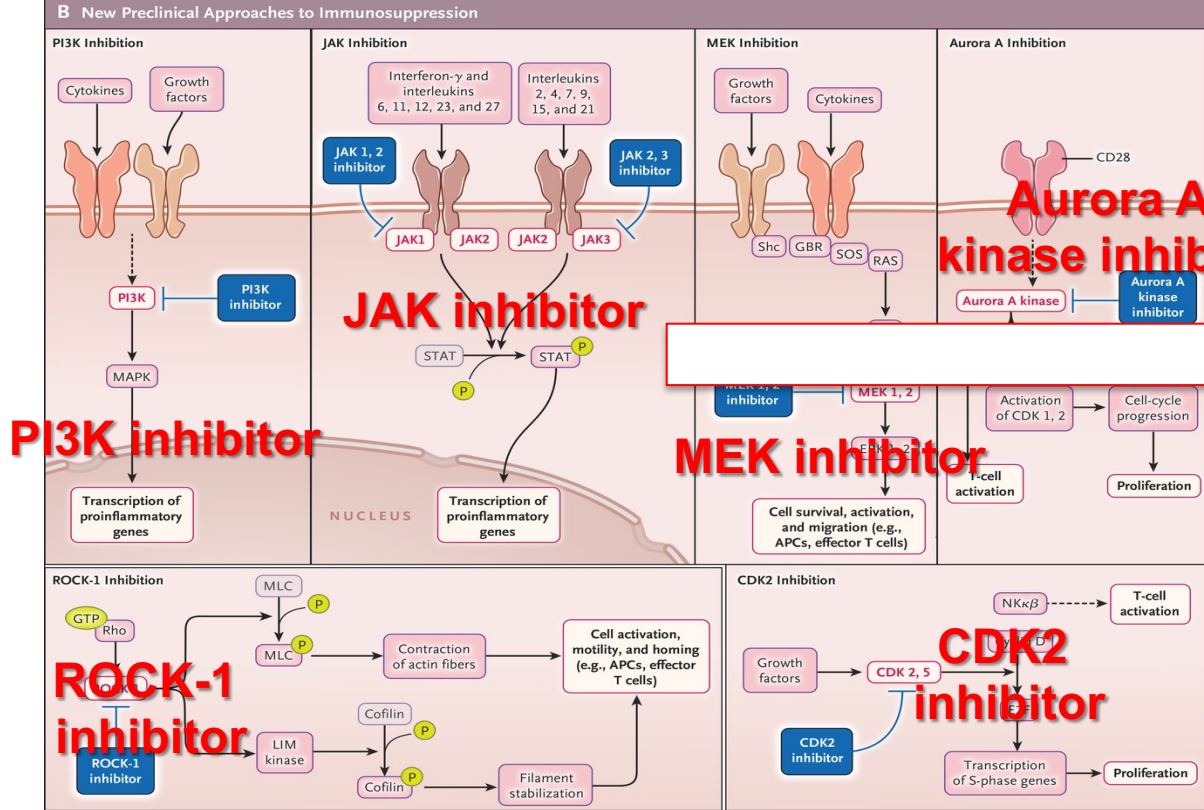 B New Preclinical Approaches to Immunosuppression
PI3K Inhibition
Cytokines
Growth
factors
PI3K
PI3K
inhibitor
MAPK
PI3K inhibitor
Transcription of
proinflammatory
genes
JAK Inhibition
Interferon-γ and
interleukins
6, 11, 12, 23, and 27
Interleukins
2, 4, 7, 9,
15, and 21
JAK 1, 2
inhibitor
JAK 2, 3
inhibitor
JAK1
JAK2
JAK2
JAK3
JAK inhibitor
STAT
STAT
P
P
NUCLEUS
Transcription of
proinflammatory
genes
MEK Inhibition
Growth
factors
Cytokines
Shc
GBR
SOS
RAS
MEK 1, 2
inhibitor
MEK 1, 2
MEK inhibitor
ERK 1, 2
Cell survival, activation,
and migration (e.g.,
APCs, effector T cells)
Aurora A Inhibition
CD28
Aurora A
kinase inhib
Aurora A kinase
Aurora A
kinase
inhibitor
Activation
of CDK 1, 2
Cell-cycle
progression
T-cell
activation
Proliferation
ROCK-1 Inhibition
GTP
Rho
ROCK-1
inhibitor
ROCK-1
inhibitor
MLC
P
MLC
P
Contraction
of actin fibers
Cell activation,
motility, and homing
(e.g., APCs, effector
T cells)
LIM
kinase
Cofilin
P
Cofilin
P
Filament
stabilization
CDK2 Inhibition
NKκβ
T-cell
activation
Growth
factors
CDK 2, 5
CDK2
inhibitor
E2F
CDK2
inhibitor
Transcription
of S-phase genes
Proliferation